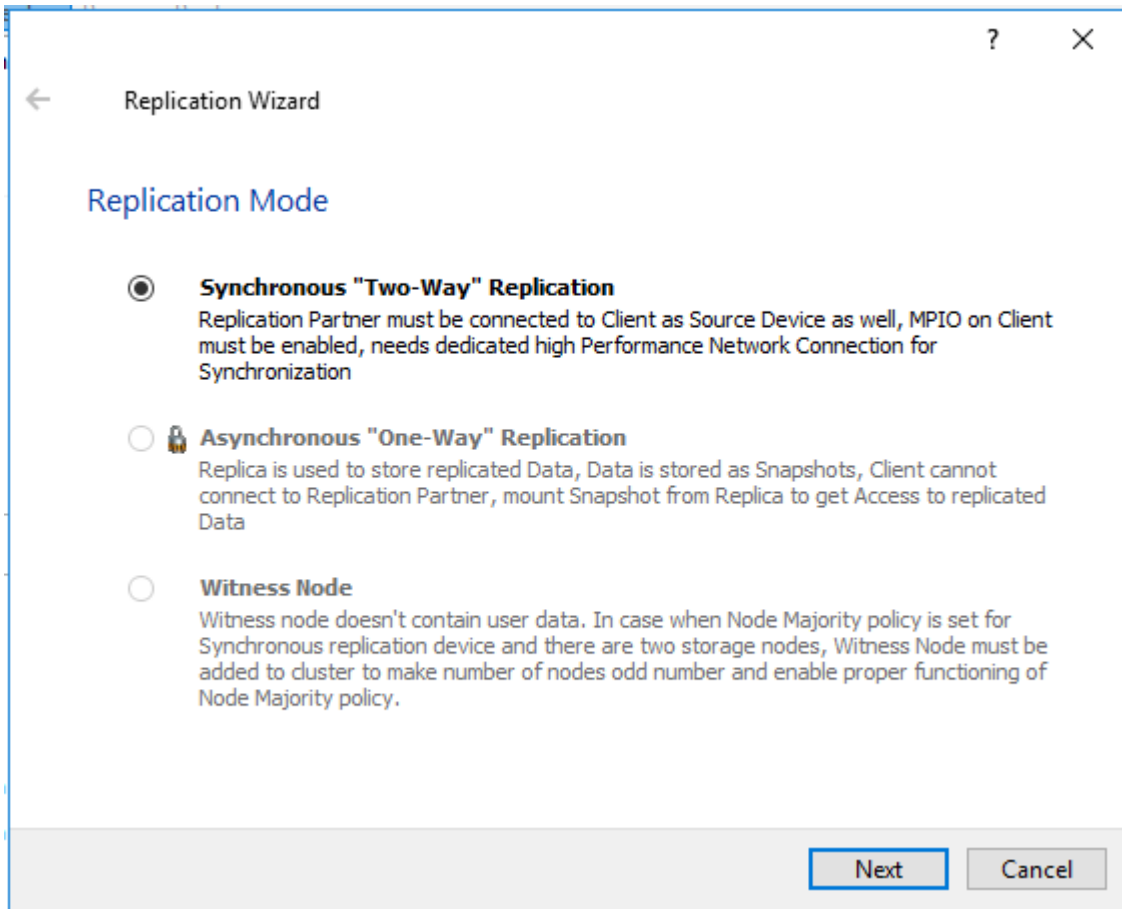 ?
Replication Wizard
Replication Mode
Synchronous "Two-Way" Replication
Replication Partner must be connected to Client as Source Device as well, MPIO on Client
must be enabled, needs dedicated high Performance Network Connection for
Synchronization
Asynchronous "One-Way" Replication
Replica is used to store replicated Data, Data is stored as Snapshots, Client cannot
connect to Replication Partner, mount Snapshot from Replica to get Access to replicated
Data
Witness Node
Witness node doesn't contain user data. In case when Node Majority policy is set for
Synchronous replication device and there are two storage nodes, Witness Node must be
added to cluster to make number of nodes odd number and enable proper functioning of
Node Majority policy.
Next
Cancel